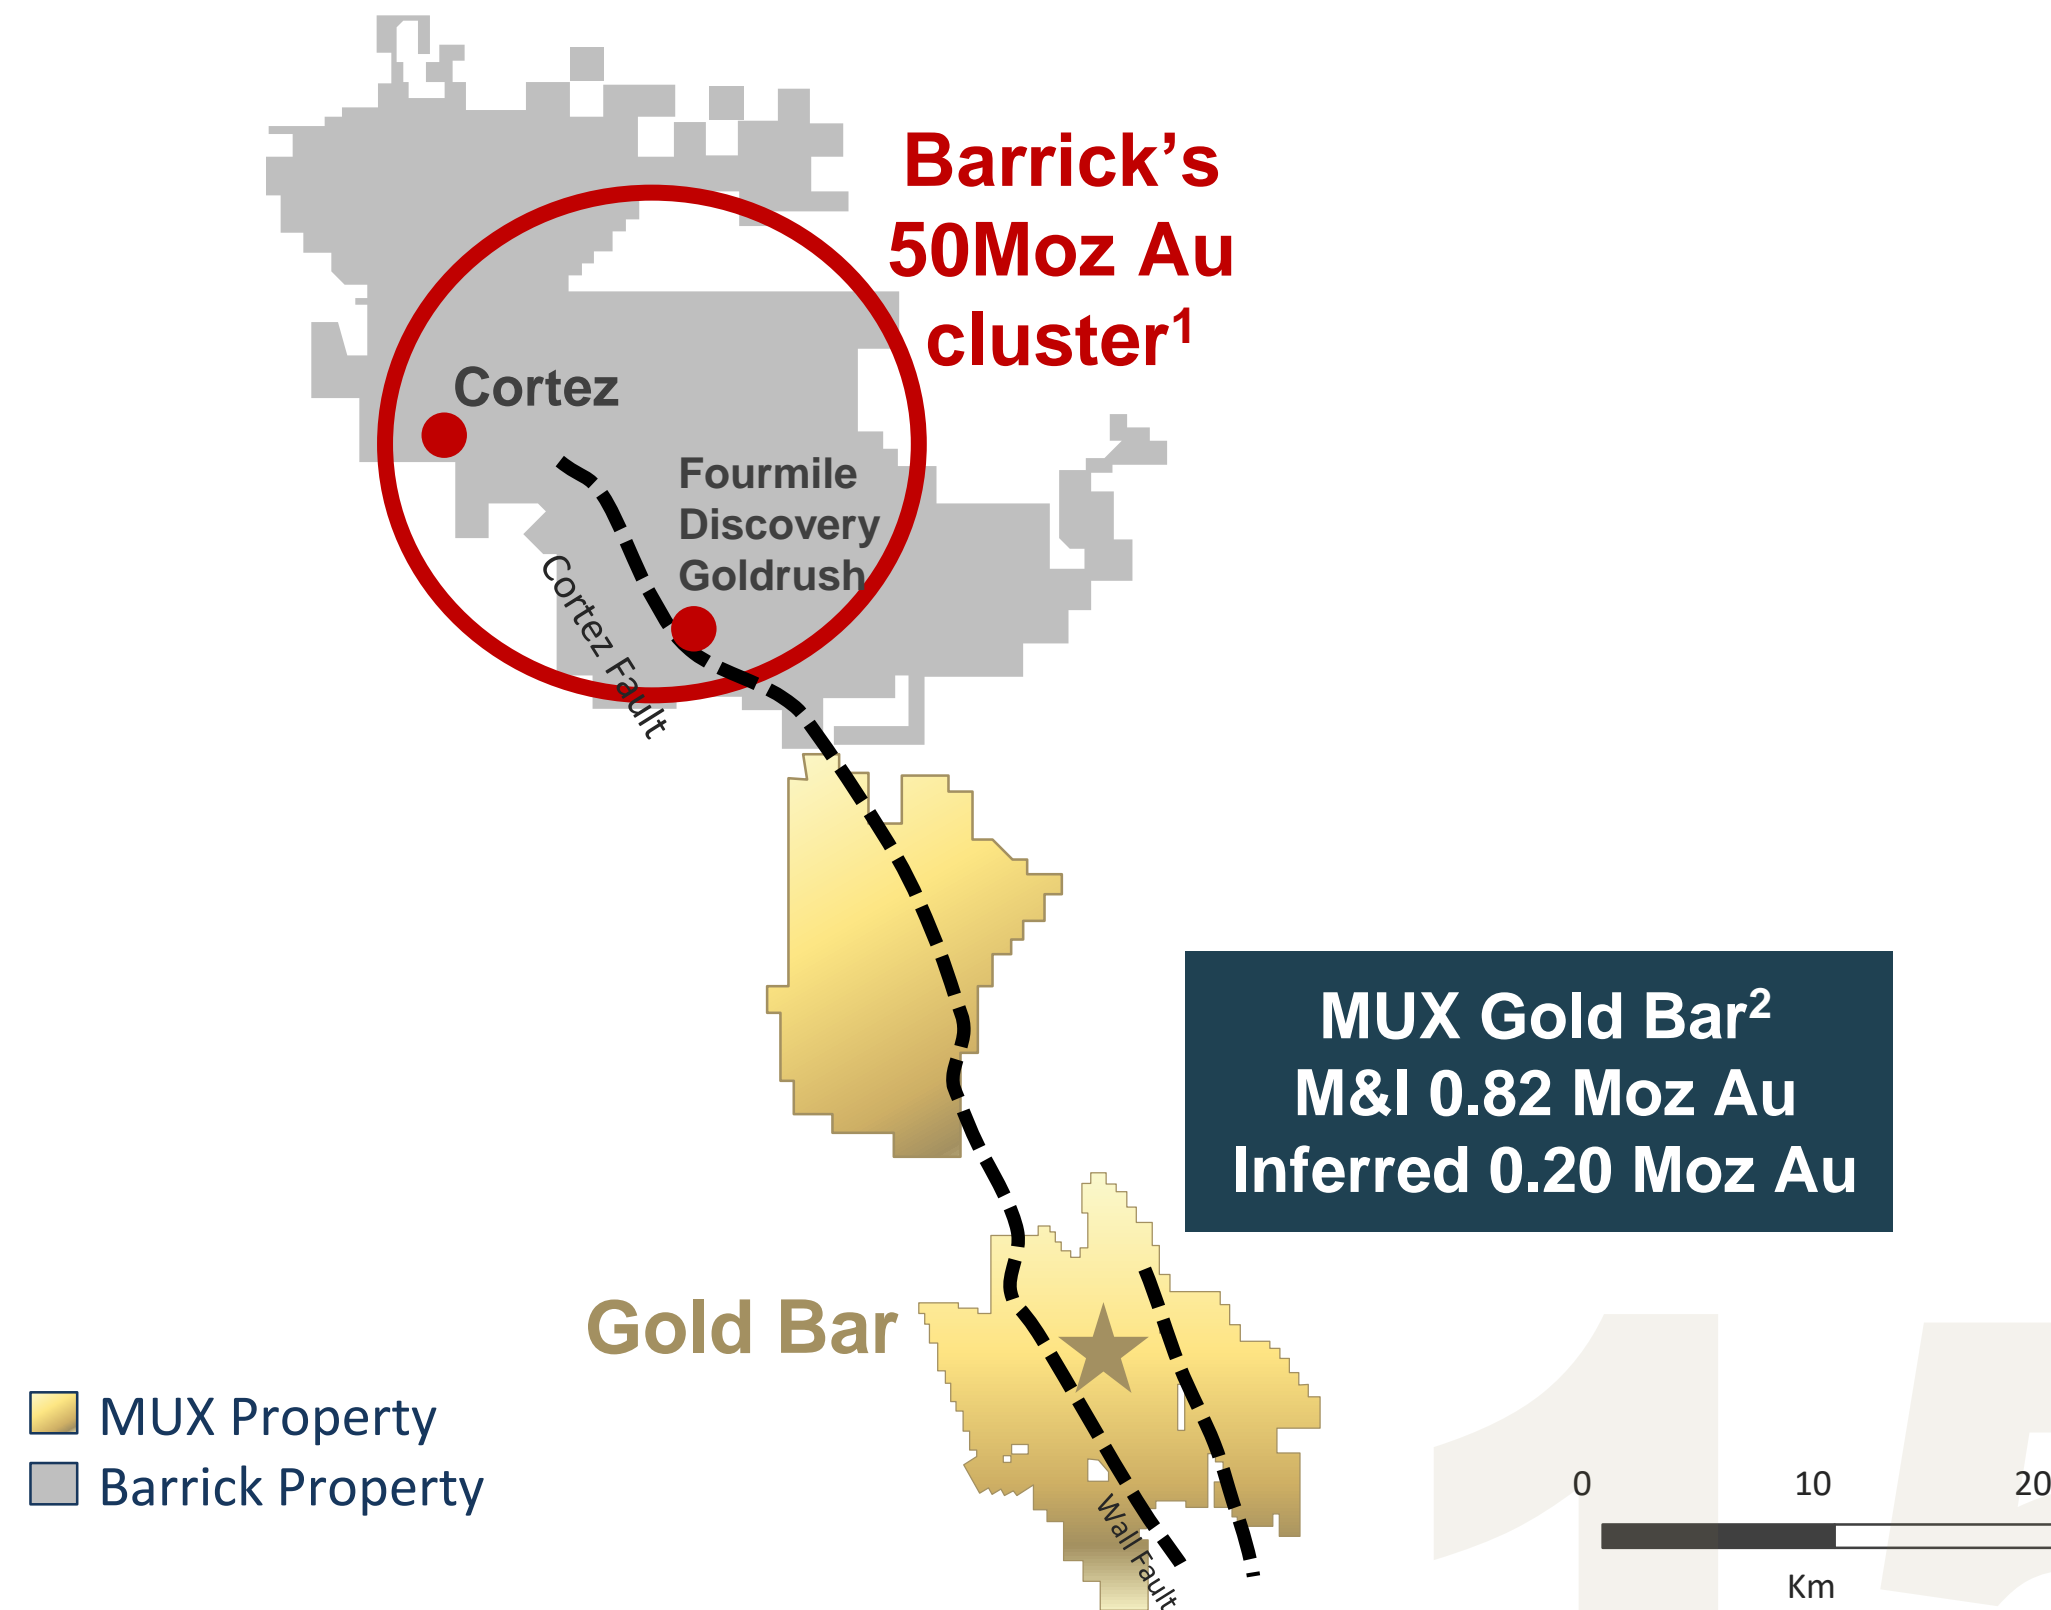 Barrick’s
50Moz Au
cluster¹
Cortez
Fourmile
Discovery
Goldrush
Cortez Fault
MUX Gold Bar²
M&I 0.82 Moz Au
Inferred 0.20 Moz Au
Gold Bar
Wall Fault
MUX Property
Barrick Property
0 10 20
Km
15